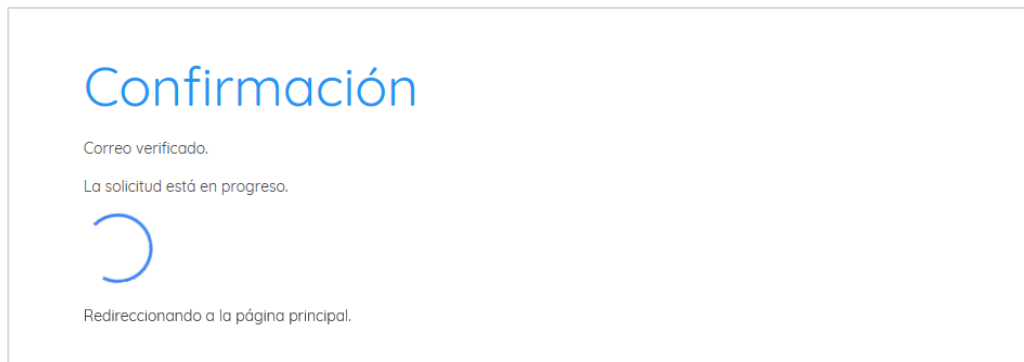 Confirmación
Correo verificado.
La solicitud está en progreso.
Redireccionando a la página principal.